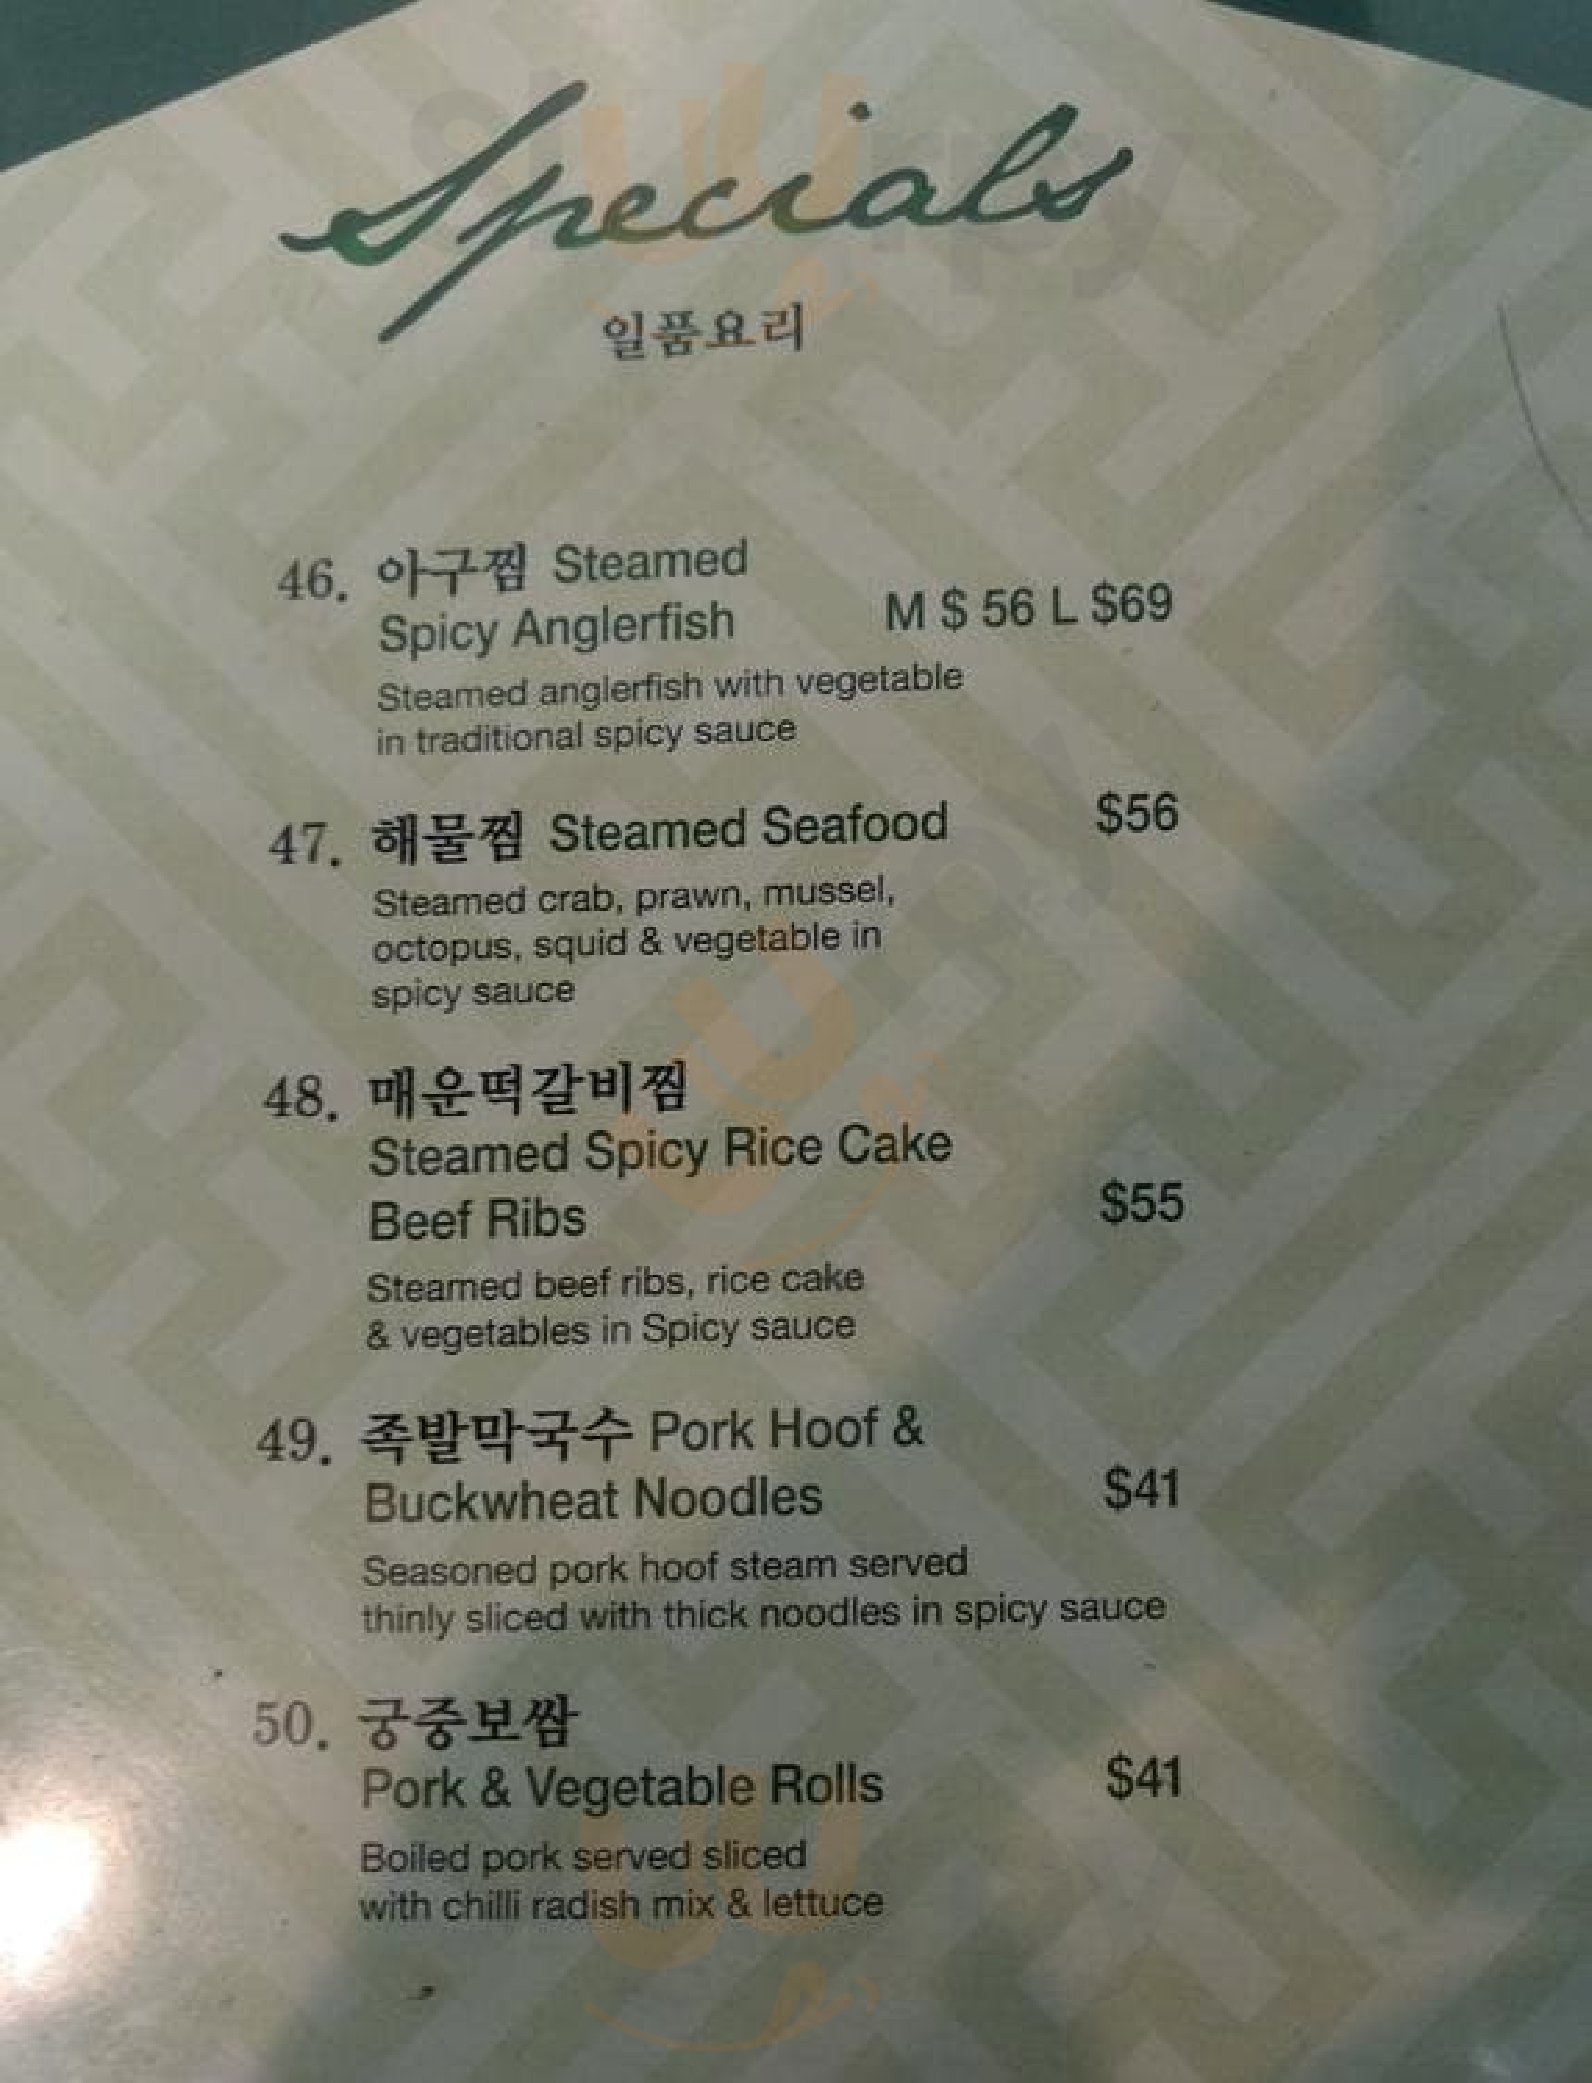 Specials
일품요리
46. 아구찜 Steamed
Spicy Anglerfish M $ 56 L $69
Steamed anglerfish with vegetable
in traditional spicy sauce
47. 해물찜 Steamed Seafood $56
Steamed crab, prawn, mussel,
octopus, squid & vegetable in
spicy sauce
48. 매운떡갈비찜
Steamed Spicy Rice Cake
Beef Ribs $55
Steamed beef ribs, rice cake
& vegetables in Spicy sauce
49. 족발막국수 Pork Hoof &
Buckwheat Noodles $41
Seasoned pork hoof steam served
thinly sliced with thick noodles in spicy sauce
50. 궁중보쌈
Pork & Vegetable Rolls $41
Boiled pork served sliced
with chilli radish mix & lettuce